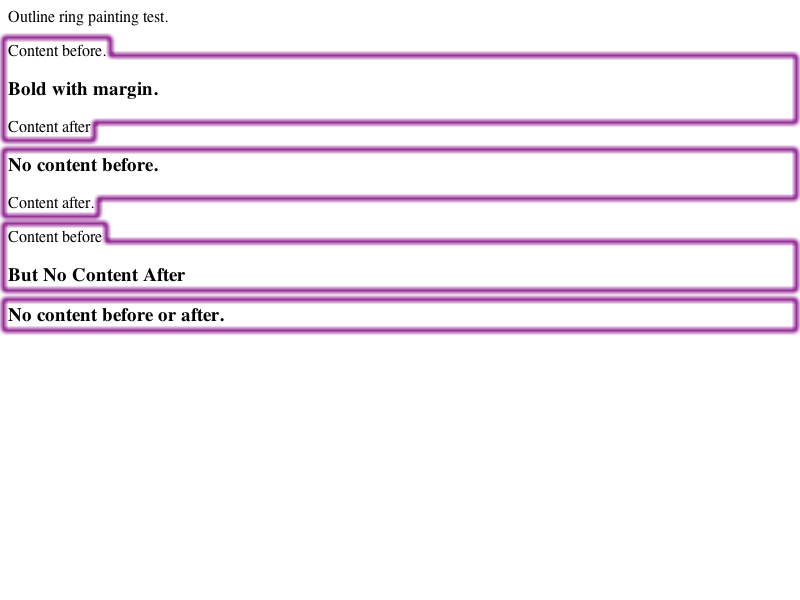 Outline ring painting test.
Content before.
Bold with margin.
Content after
No content before.
Content after.
Content before
But No Content After
No content before or after.